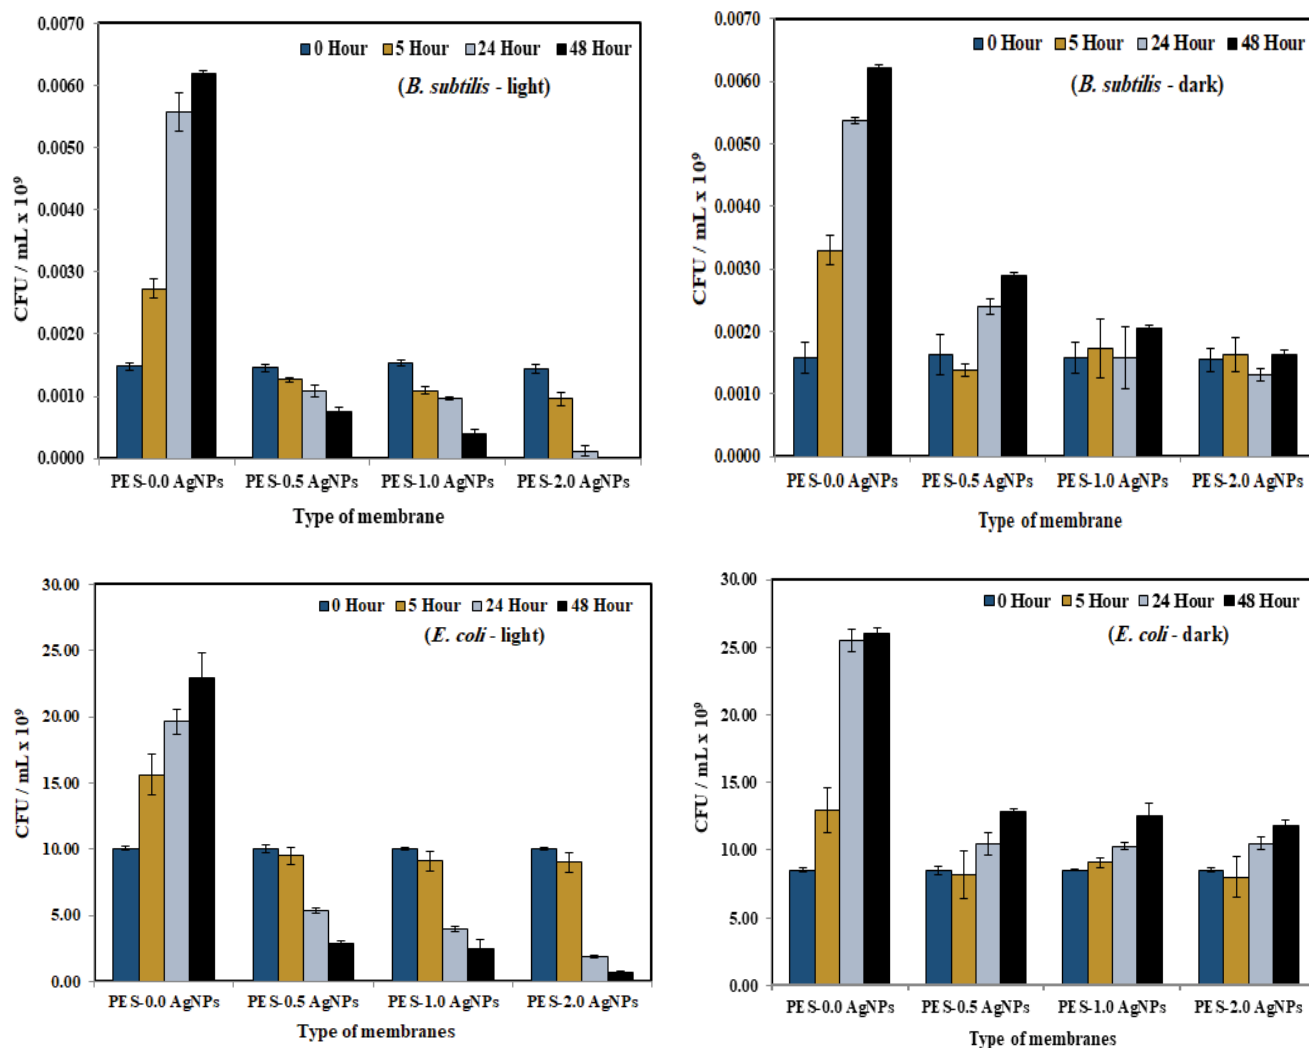 0.0070
0.0060
0.0050
0.0040
0.0030
0.0020
0.0010
0.0000
CFU / mL x 10⁹
0 Hour 5 Hour 24 Hour 48 Hour
(B. subtilis - light)
PES-0.0 AgNPs PES-0.5 AgNPs PES-1.0 AgNPs PES-2.0 AgNPs
Type of membrane
0.0070
0.0060
0.0050
0.0040
0.0030
0.0020
0.0010
0.0000
CFU / mL x 10⁹
0 Hour 5 Hour 24 Hour 48 Hour
(B. subtilis - dark)
PES-0.0 AgNPs PES-0.5 AgNPs PES-1.0 AgNPs PES-2.0 AgNPs
Type of membrane
30.00
25.00
20.00
15.00
10.00
5.00
0.00
CFU / mL x 10⁹
0 Hour 5 Hour 24 Hour 48 Hour
(E. coli - light)
PES-0.0 AgNPs PES-0.5 AgNPs PES-1.0 AgNPs PES-2.0 AgNPs
Type of membranes
30.00
25.00
20.00
15.00
10.00
5.00
0.00
CFU / mL x 10⁹
0 Hour 5 Hour 24 Hour 48 Hour
(E. coli - dark)
PES-0.0 AgNPs PES-0.5 AgNPs PES-1.0 AgNPs PES-2.0 AgNPs
Type of membranes